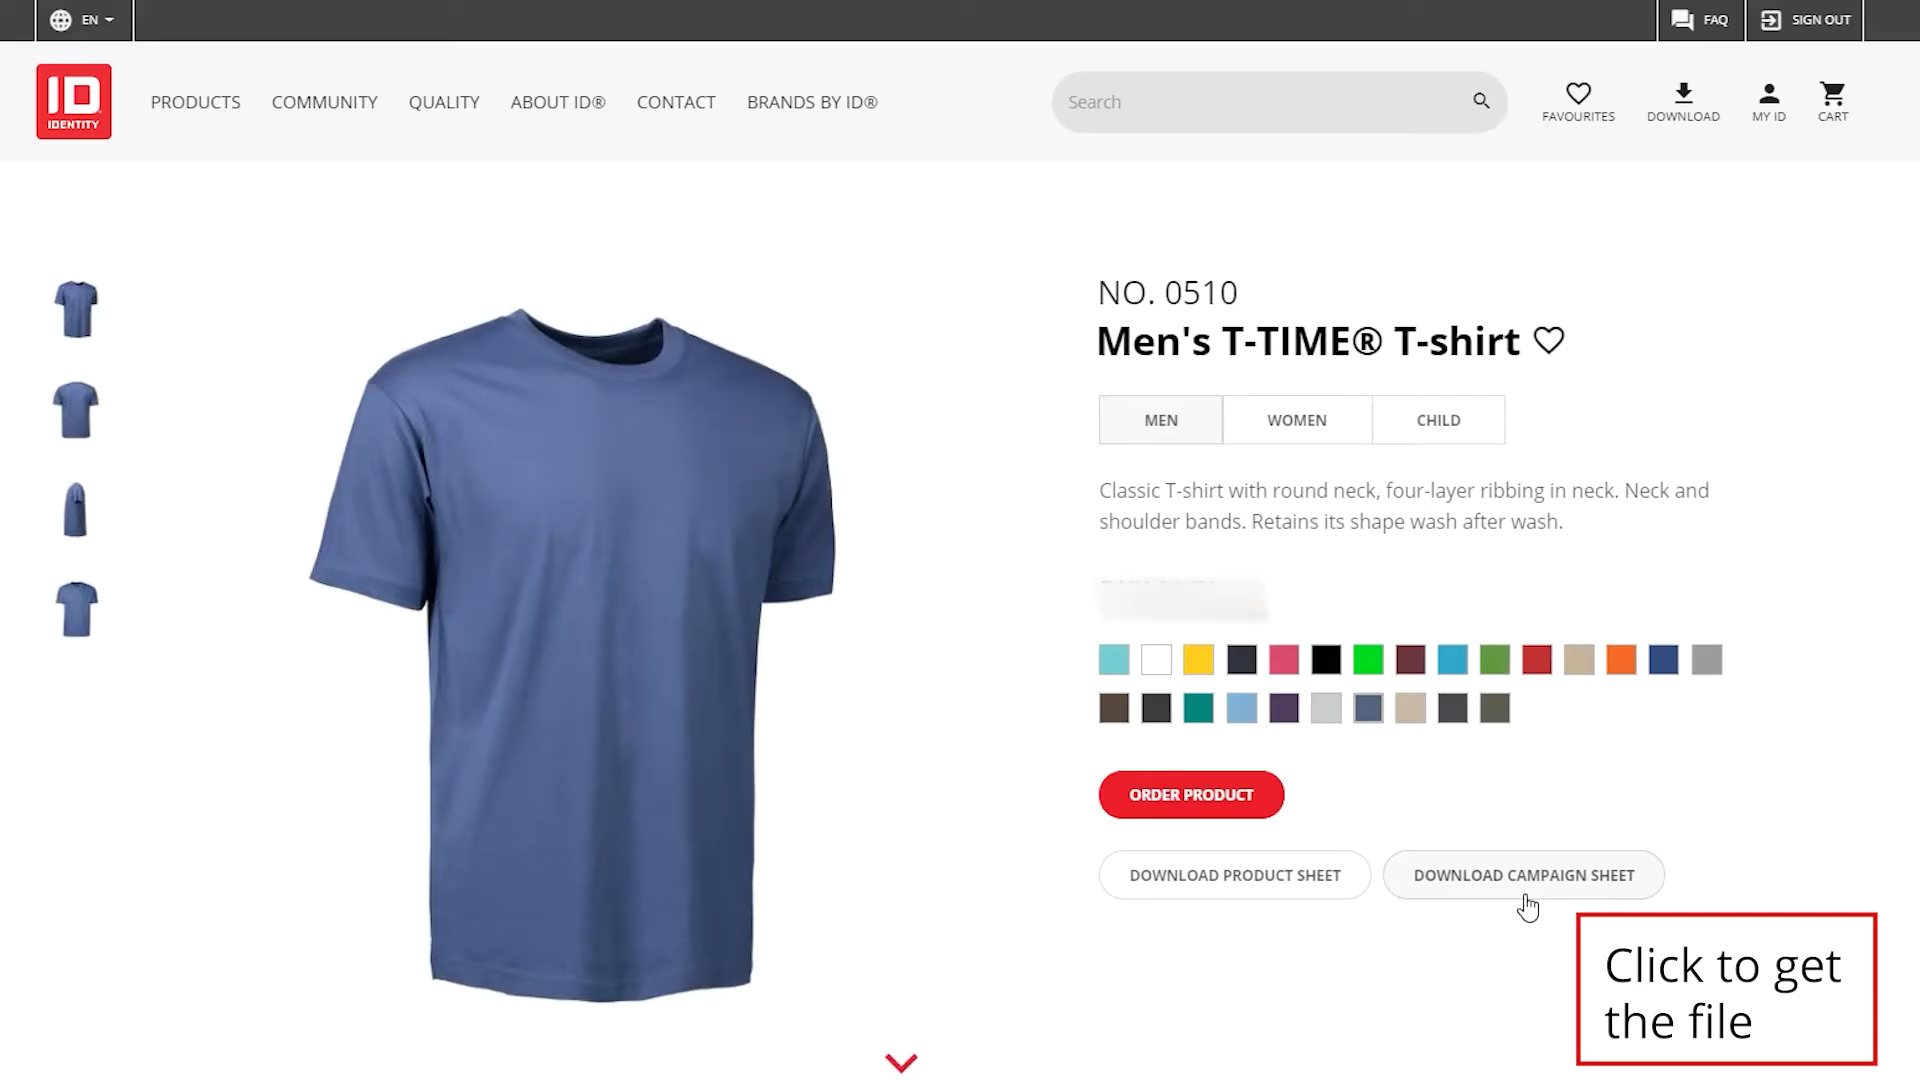 EN
FAQ
SIGN OUT
ID
IDENTITY
PRODUCTS
COMMUNITY
QUALITY
ABOUT ID®
CONTACT
BRANDS BY ID®
Search
FAVOURITES
DOWNLOAD
MY ID
CART
NO. 0510
Men's T-TIME® T-shirt
MEN
WOMEN
CHILD
Classic T-shirt with round neck, four-layer ribbing in neck. Neck and
shoulder bands. Retains its shape wash after wash.
ORDER PRODUCT
DOWNLOAD PRODUCT SHEET
DOWNLOAD CAMPAIGN SHEET
Click to get
the file